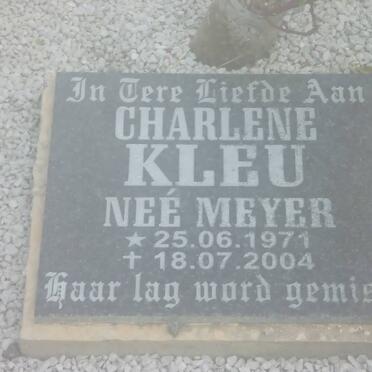 In Tere Liefde Aan
CHARLENE
KLEU
NEÉ MEYER
★ 25.06.1971
✝ 18.07.2004
Haar lag word gemis